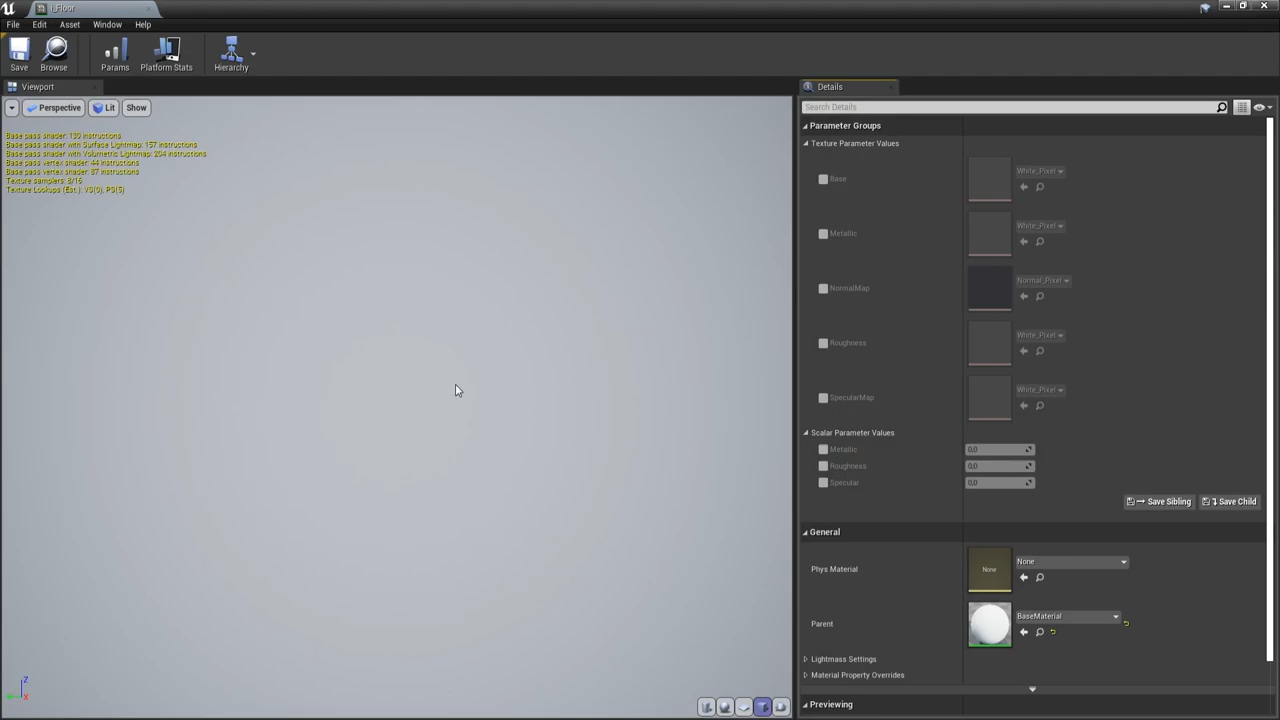 i_Floor
File Edit Asset Window Help
Save Browse Params Platform Stats Hierarchy
Viewport
Details
Perspective Lit Show
Search Details
Base pass shader: 130 instructions
Base pass shader with Surface Lightmap: 157 instructions
Base pass shader with Volumetric Lightmap: 204 instructions
Base pass vertex shader: 44 instructions
Base pass vertex shader: 87 instructions
Texture samplers: 8/16
Texture Lookups (Est.): VS(0), PS(5)
Parameter Groups
Texture Parameter Values
Base White_Pixel
Metallic White_Pixel
NormalMap Normal_Pixel
Roughness White_Pixel
SpecularMap White_Pixel
Scalar Parameter Values
Metallic 0,0
Roughness 0,0
Specular 0,0
Save Sibling Save Child
General
Phys Material None None
Parent BaseMaterial
Lightmass Settings
Material Property Overrides
Previewing
Z
X